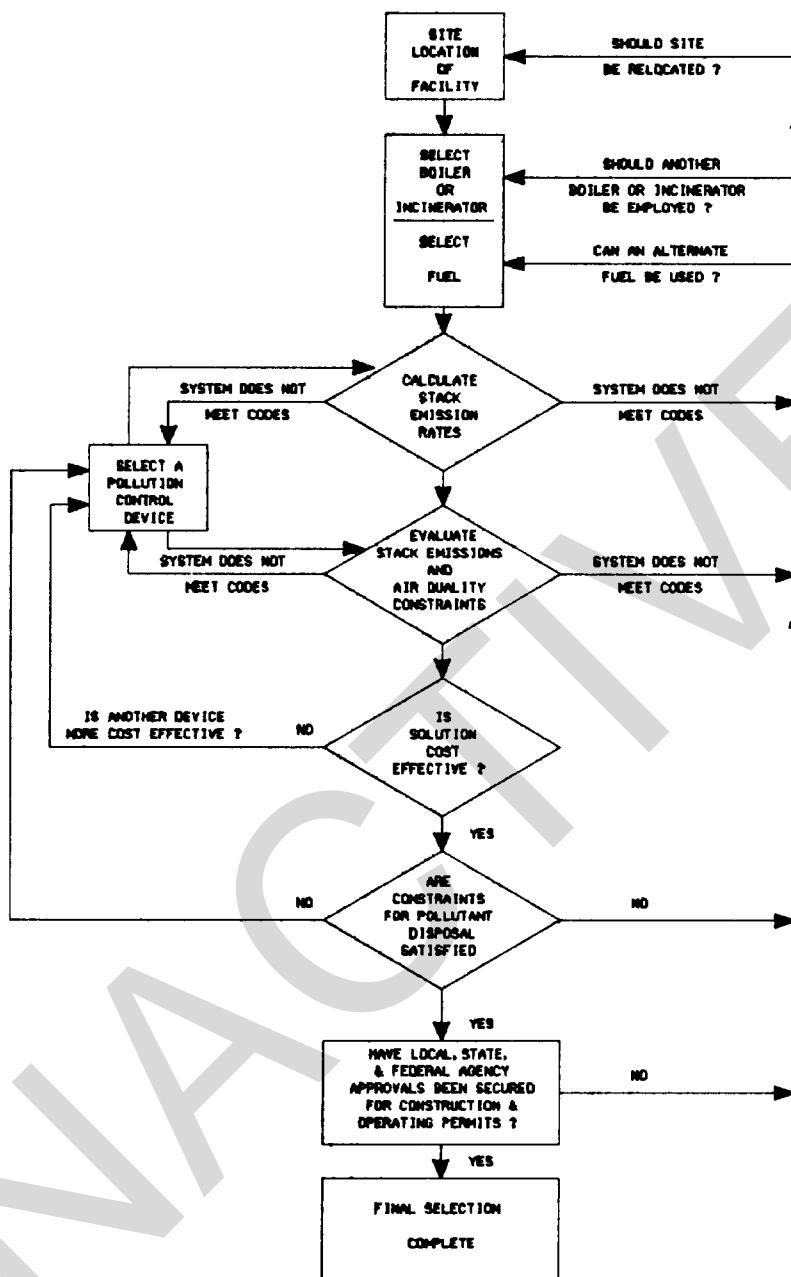 SITE
LOCATION
OF
FACILITY
SHOULD SITE
BE RELOCATED ?
SELECT
BOILER
OR
INCINERATOR
SELECT
FUEL
SHOULD ANOTHER
BOILER OR INCINERATOR
BE EMPLOYED ?
CAN AN ALTERNATE
FUEL BE USED ?
CALCULATE
STACK
EMISSION
RATES
SYSTEM DOES NOT
MEET CODES
SYSTEM DOES NOT
MEET CODES
SELECT A
POLLUTION
CONTROL
DEVICE
EVALUATE
STACK EMISSIONS
AND
AIR QUALITY
CONSTRAINTS
SYSTEM DOES NOT
MEET CODES
SYSTEM DOES NOT
MEET CODES
IS ANOTHER DEVICE
MORE COST EFFECTIVE ?
NO
IS
SOLUTION
COST
EFFECTIVE ?
YES
NO
ARE
CONSTRAINTS
FOR POLLUTANT
DISPOSAL
SATISFIED
NO
YES
HAVE LOCAL, STATE,
& FEDERAL AGENCY
APPROVALS BEEN SECURED
FOR CONSTRUCTION &
OPERATING PERMITS ?
NO
YES
FINAL SELECTION
COMPLETE
INACTIVE